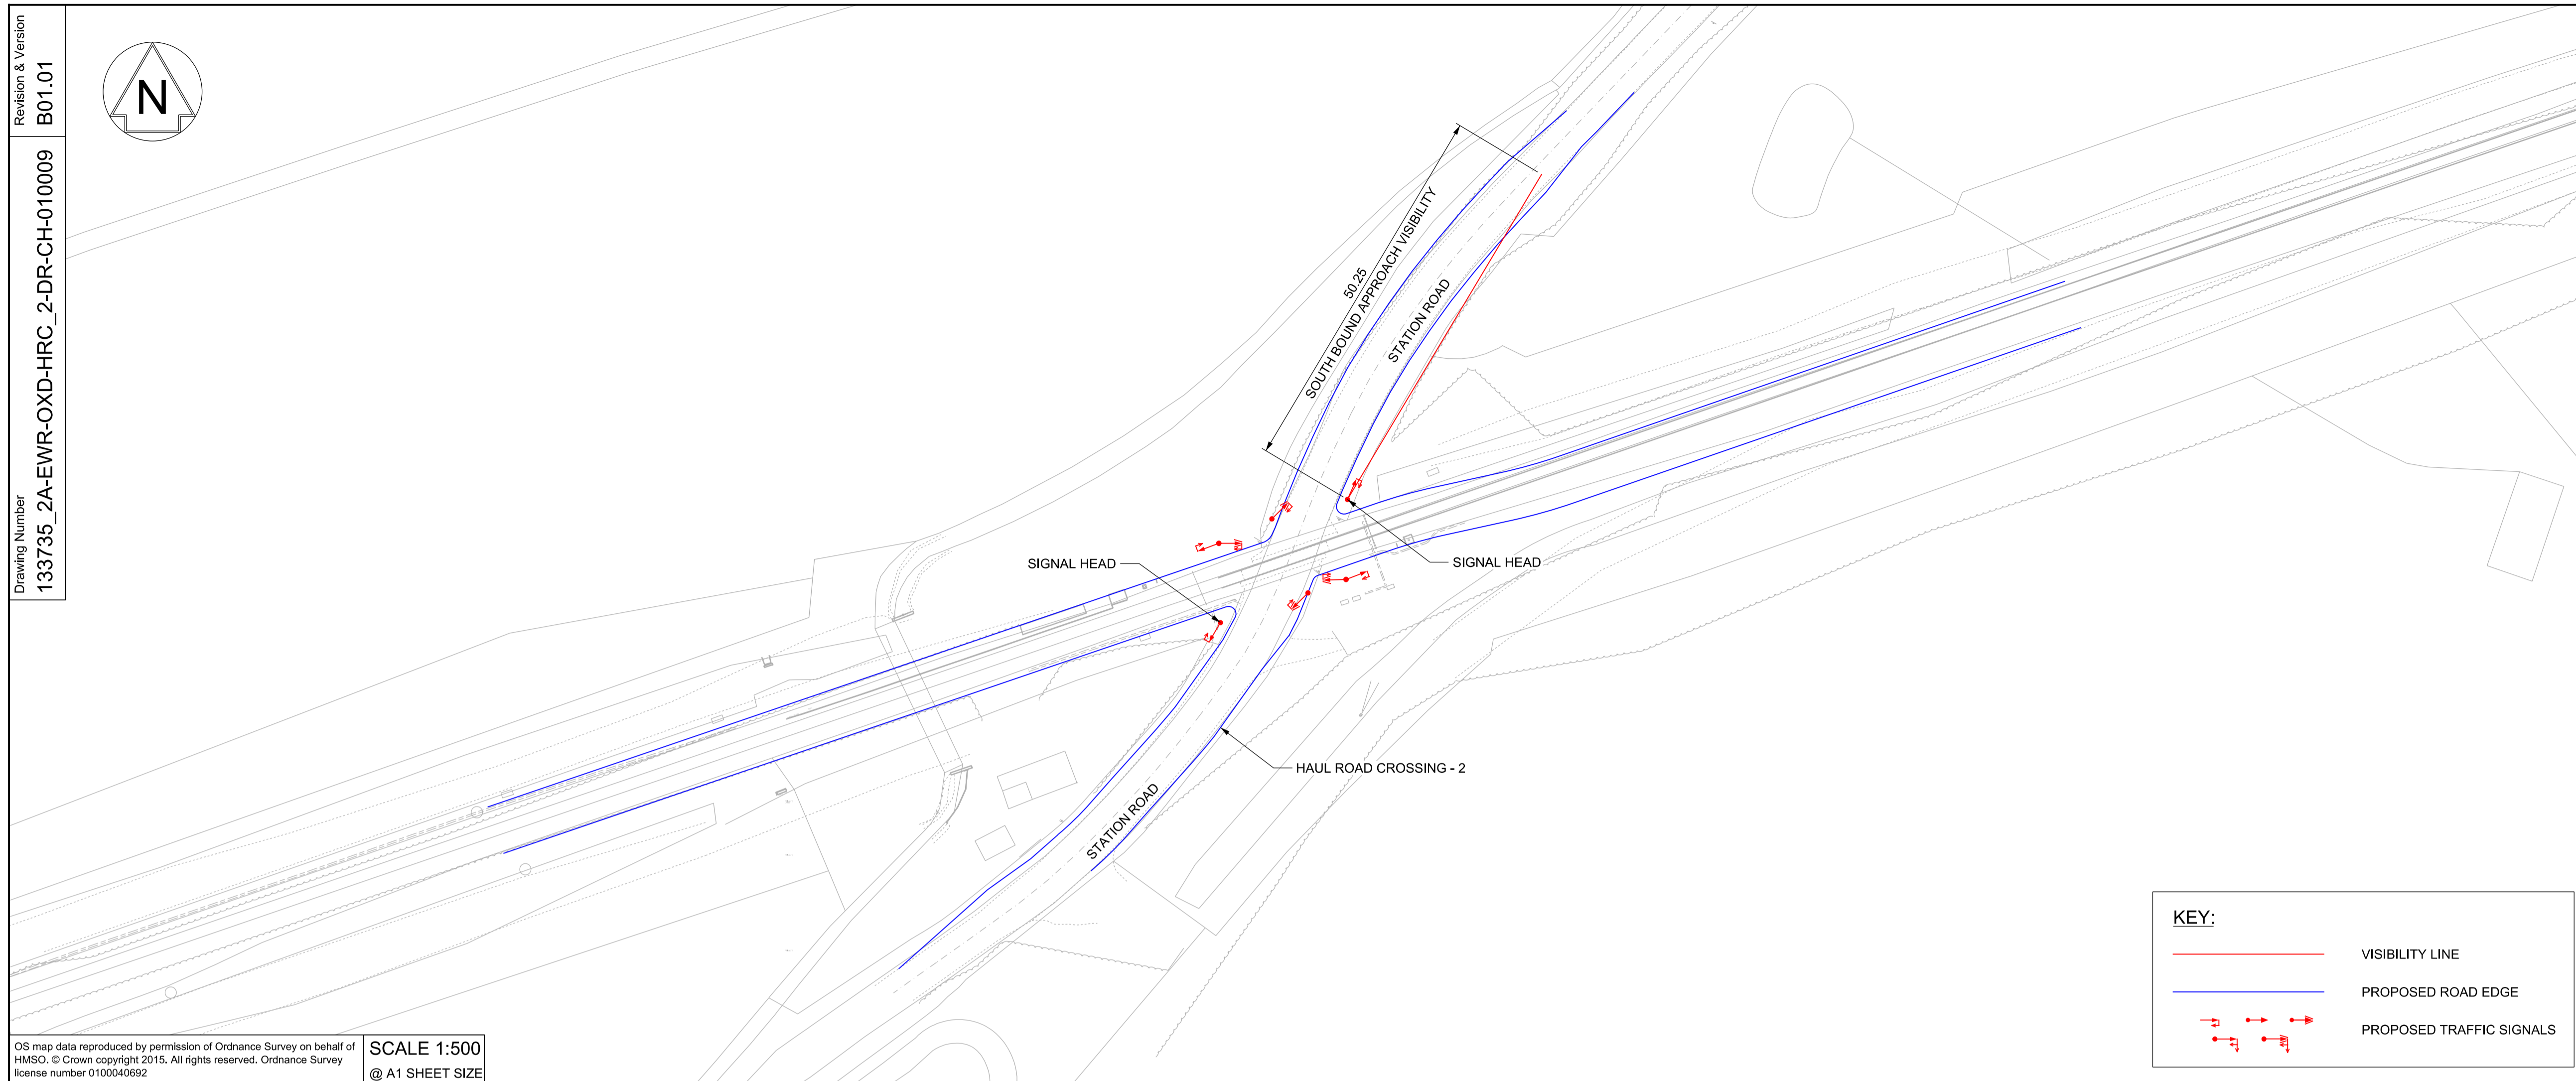 Revision & Version
B01.01
Drawing Number
133735_2A-EWR-OXD-HRC_2-DR-CH-010009
N
50.25
SOUTH BOUND APPROACH VISIBILITY
STATION ROAD
SIGNAL HEAD
SIGNAL HEAD
HAUL ROAD CROSSING - 2
STATION ROAD
KEY:
VISIBILITY LINE
PROPOSED ROAD EDGE
PROPOSED TRAFFIC SIGNALS
OS map data reproduced by permission of Ordnance Survey on behalf of
HMSO. © Crown copyright 2015. All rights reserved. Ordnance Survey
license number 0100040692
SCALE 1:500
@ A1 SHEET SIZE